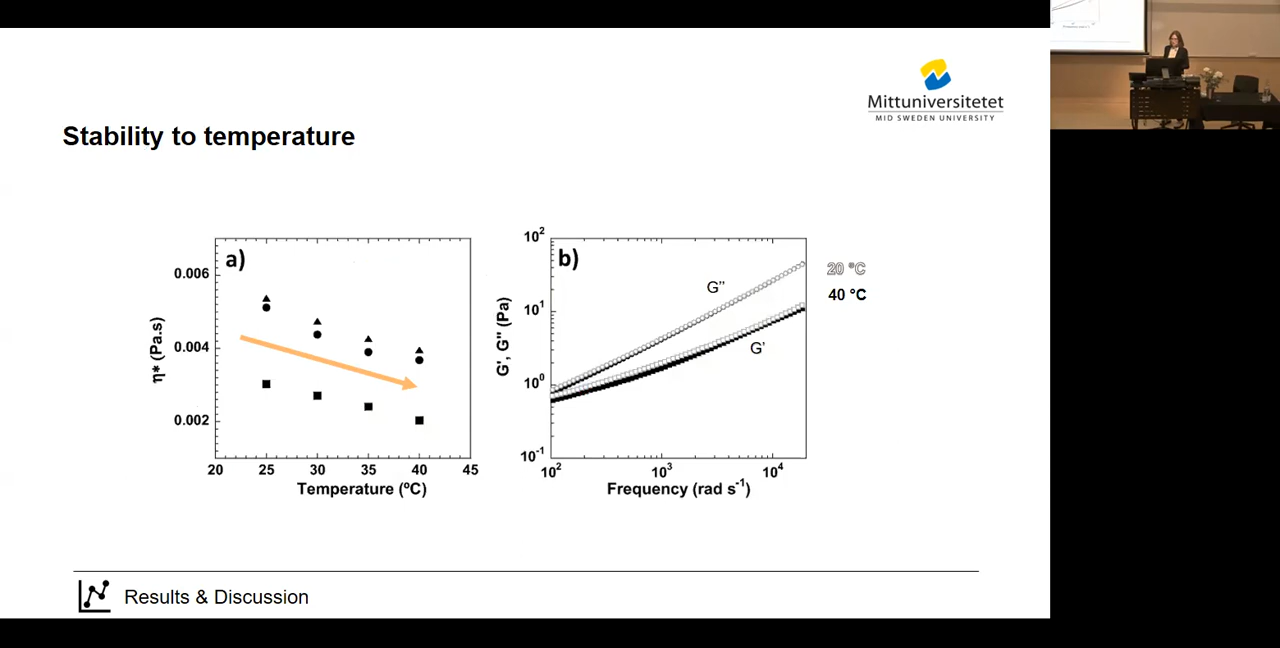 Mittuniversitetet
MID SWEDEN UNIVERSITY
Stability to temperature
a)
η* (Pa.s)
0.006
0.004
0.002
20 25 30 35 40 45
Temperature (ºC)
b)
G', G'' (Pa)
10²
10¹
10⁰
10⁻¹
G''
G'
10² 10³ 10⁴
Frequency (rad s⁻¹)
20 °C
40 °C
Results & Discussion